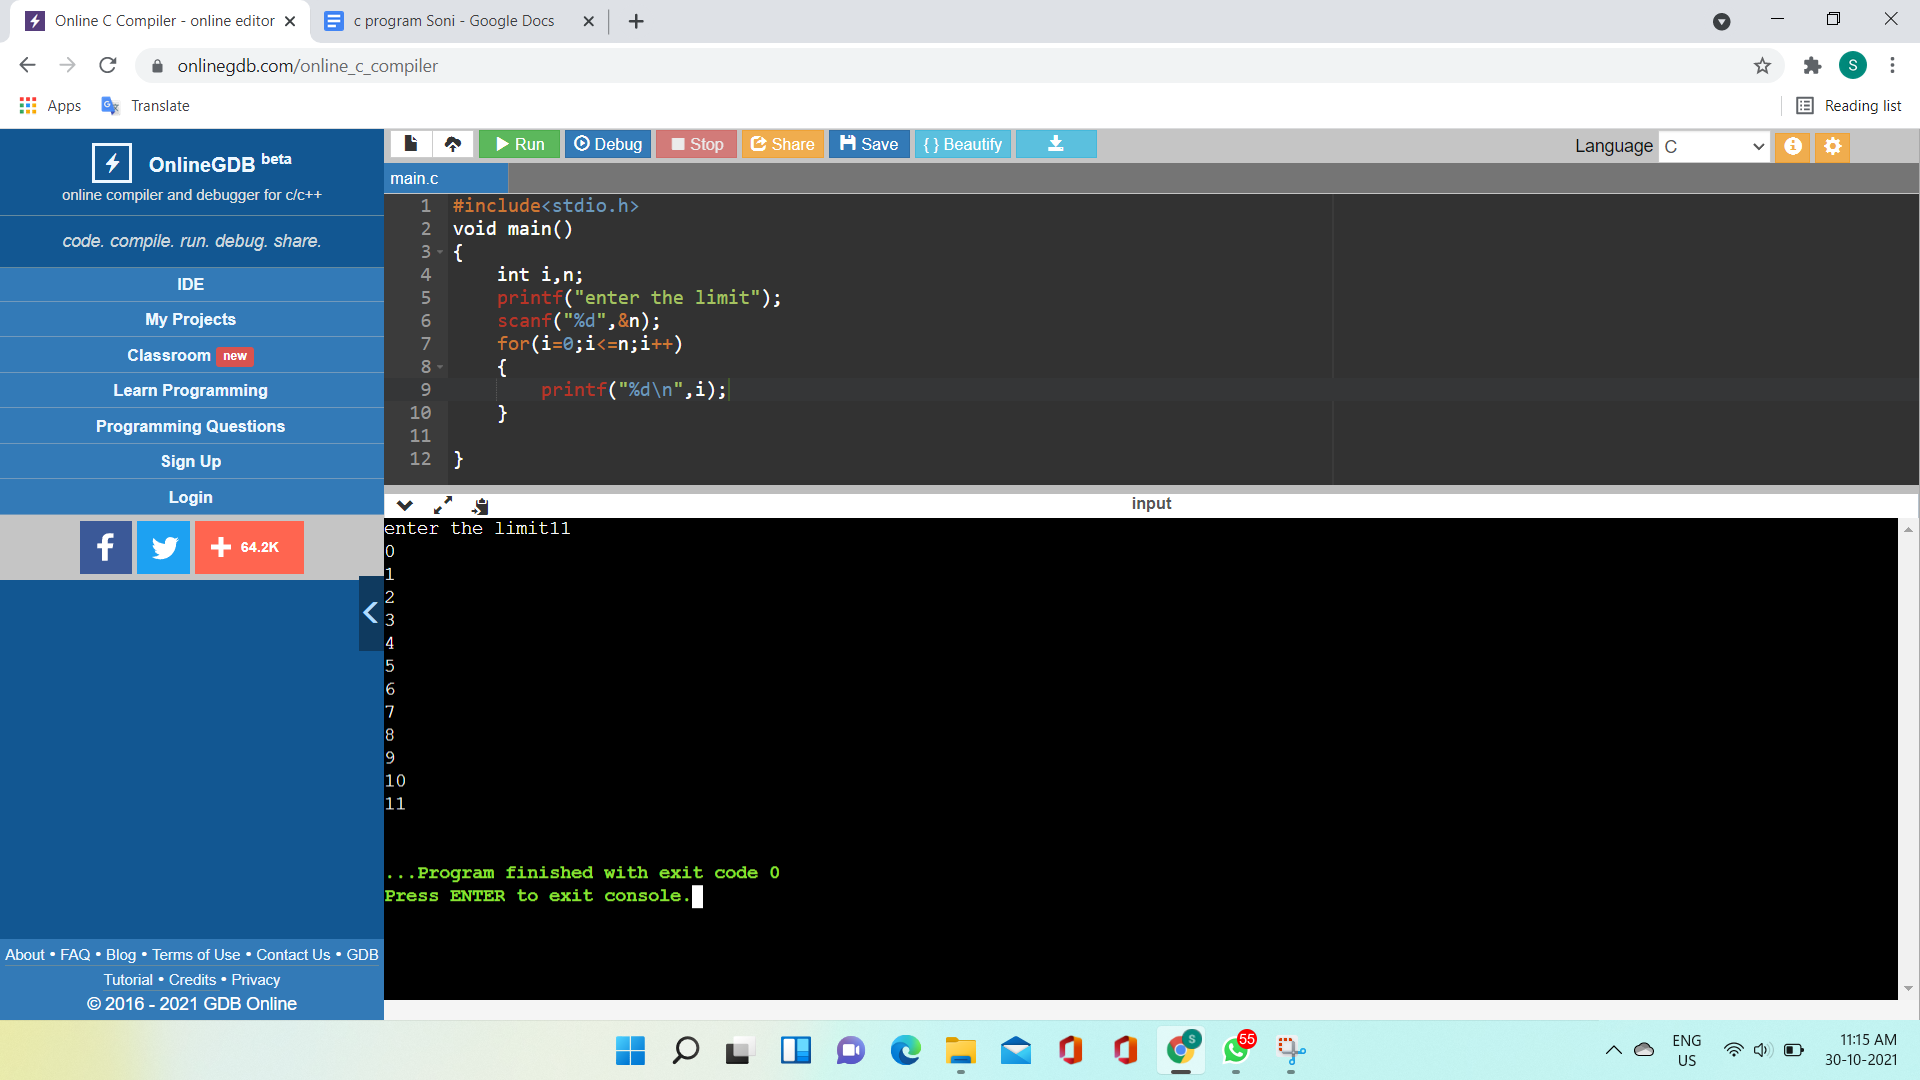 Online C Compiler - online editor
c program Soni - Google Docs
onlinegdb.com/online_c_compiler
S
Apps
Translate
Reading list
OnlineGDB beta
online compiler and debugger for c/c++
code. compile. run. debug. share.
IDE
My Projects
Classroom new
Learn Programming
Programming Questions
Sign Up
Login
64.2K
About • FAQ • Blog • Terms of Use • Contact Us • GDB
Tutorial • Credits • Privacy
© 2016 - 2021 GDB Online
Run
Debug
Stop
Share
Save
{ } Beautify
Language C
main.c
1 #include<stdio.h>
2 void main()
3 {
4 int i,n;
5 printf("enter the limit");
6 scanf("%d",&n);
7 for(i=0;i<=n;i++)
8 {
9 printf("%d\n",i);
10 }
11
12 }
input
enter the limit11
0
1
2
3
4
5
6
7
8
9
10
11
...Program finished with exit code 0
Press ENTER to exit console.
S
55
ENG
US
11:15 AM
30-10-2021